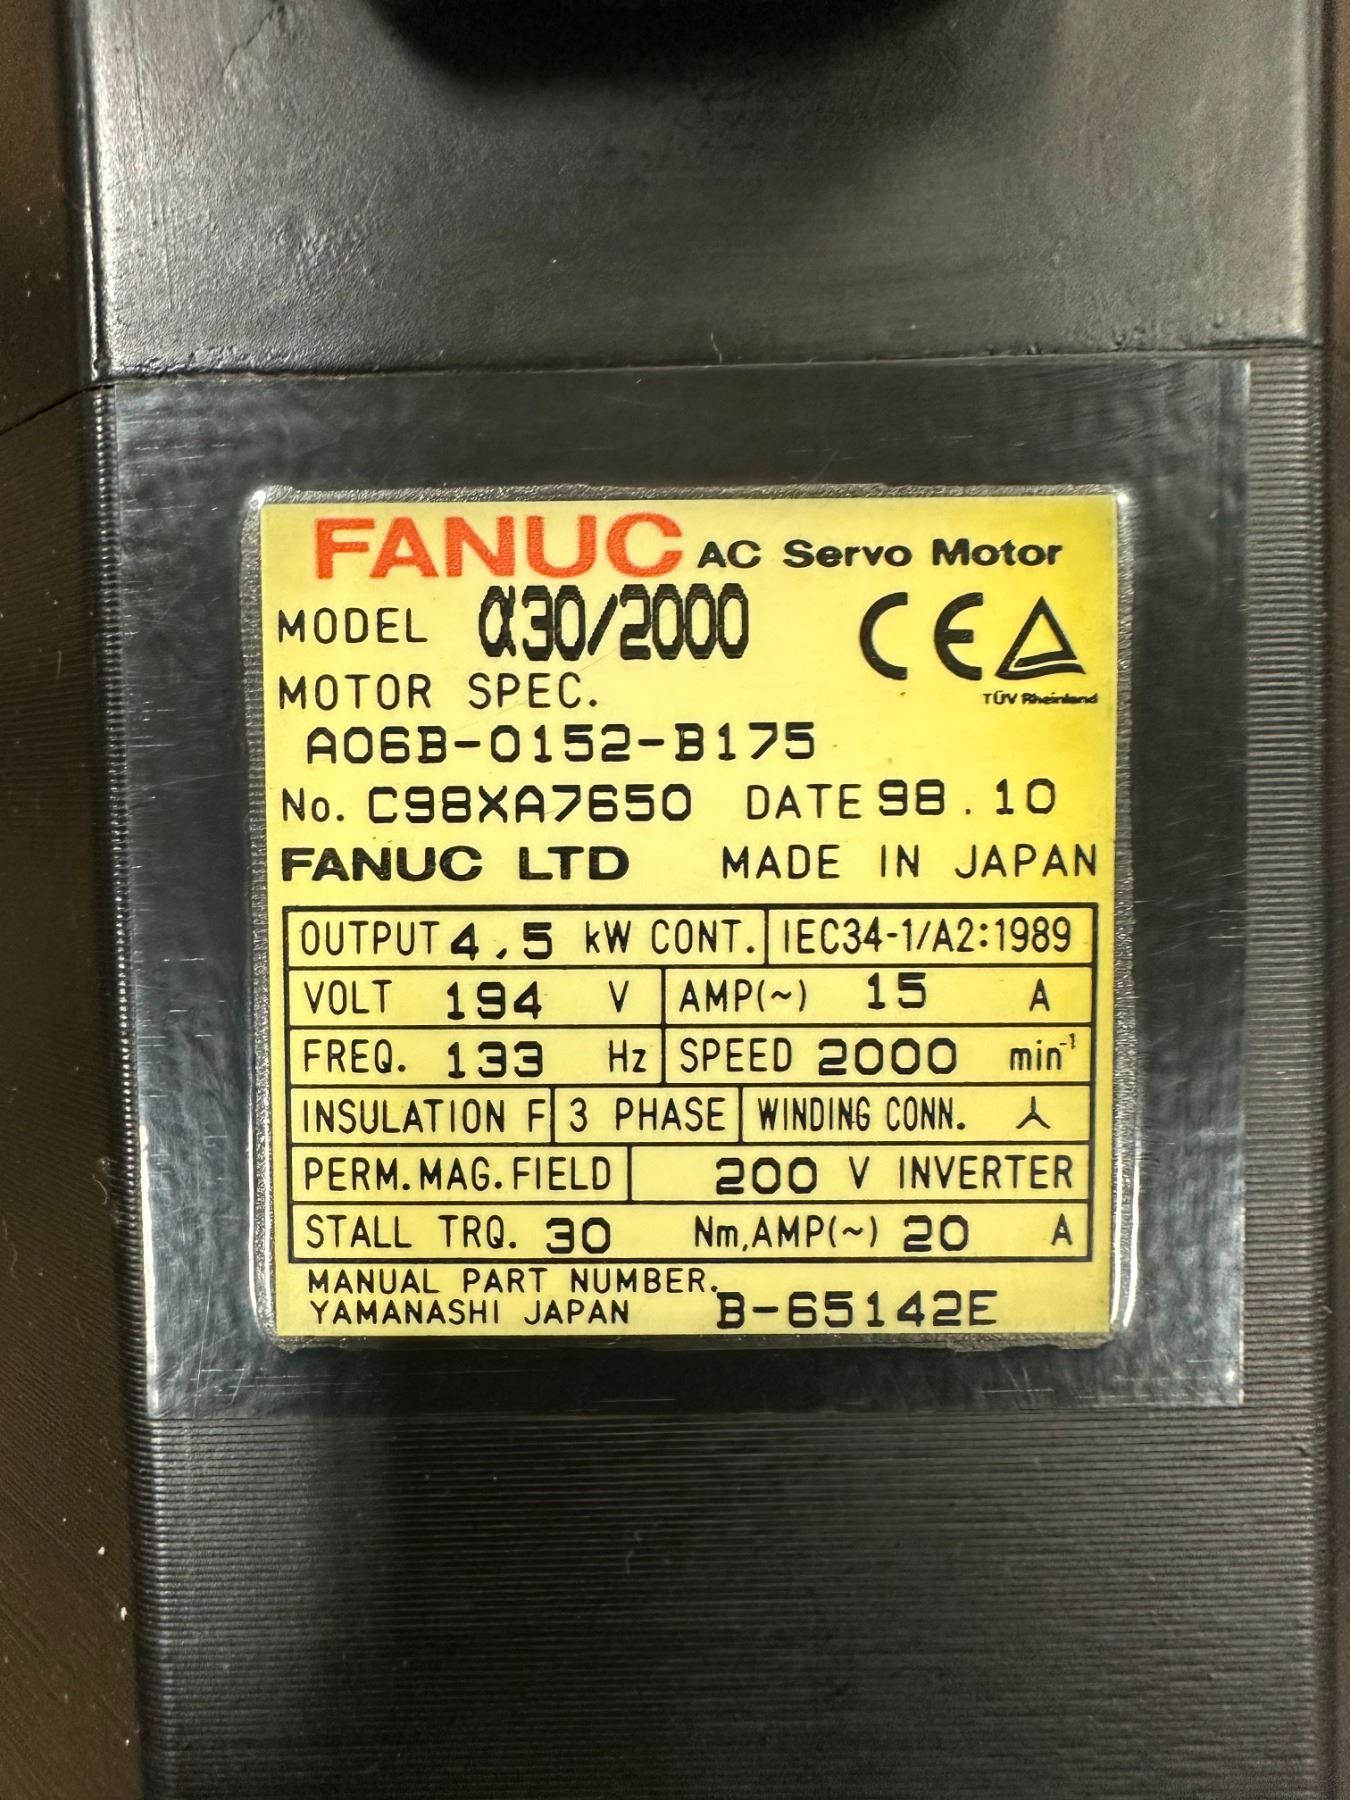 FANUC AC Servo Motor
MODEL α30/2000 CE
TÜV Rheinland
MOTOR SPEC.
A06B-0152-B175
No. C98XA7650 DATE 98.10
FANUC LTD MADE IN JAPAN
OUTPUT 4.5 kW CONT. IEC34-1/A2:1989
VOLT 194 V AMP(~) 15 A
FREQ. 133 Hz SPEED 2000 min⁻¹
INSULATION F 3 PHASE WINDING CONN. ⅄
PERM.MAG.FIELD 200 V INVERTER
STALL TRQ. 30 Nm,AMP(~) 20 A
MANUAL PART NUMBER.
YAMANASHI JAPAN B-65142E